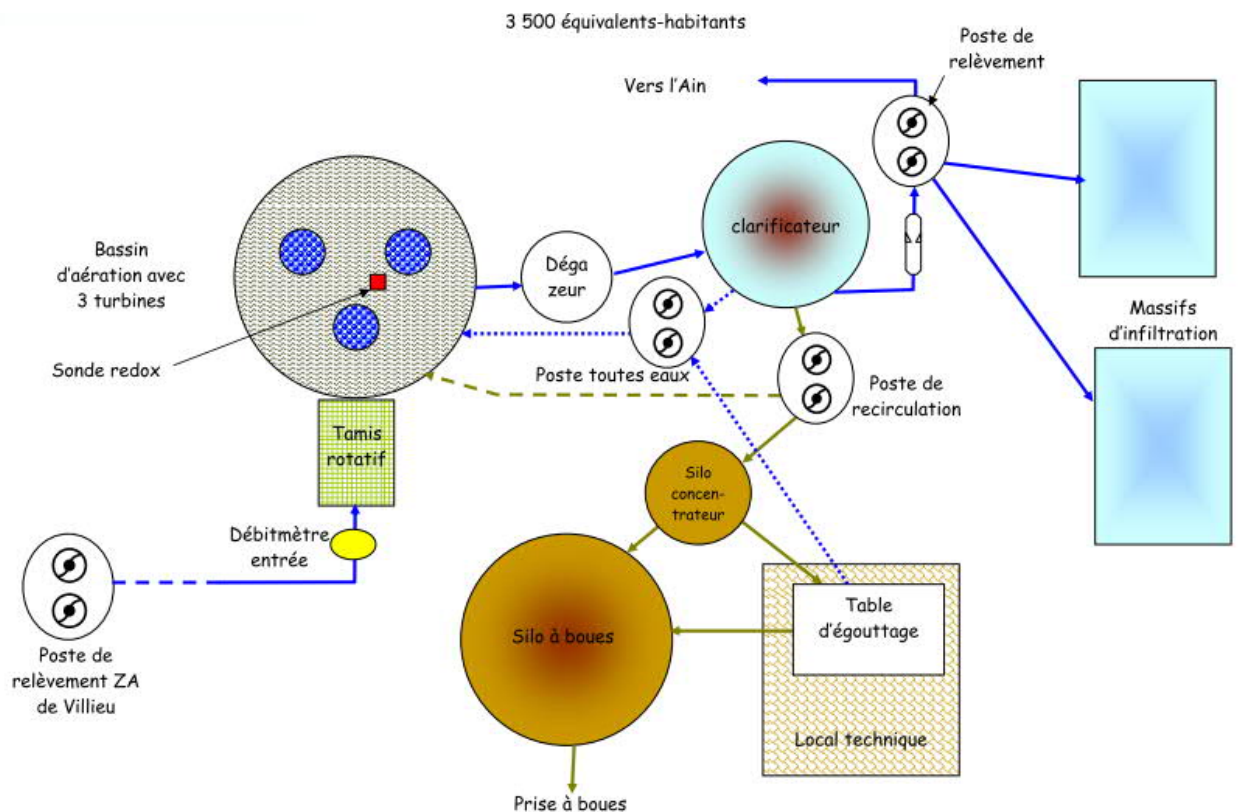 3 500 équivalents-habitants
Poste de
relèvement
Vers l'Ain
Bassin
d'aération avec
3 turbines
Déga
zeur
clarificateur
Massifs
d'infiltration
Sonde redox
Poste toutes eaux
Poste de
recirculation
Tamis
rotatif
Silo
concen-
trateur
Débitmètre
entrée
Poste de
relèvement ZA
de Villieu
Silo à boues
Table
d'égouttage
Local technique
Prise à boues